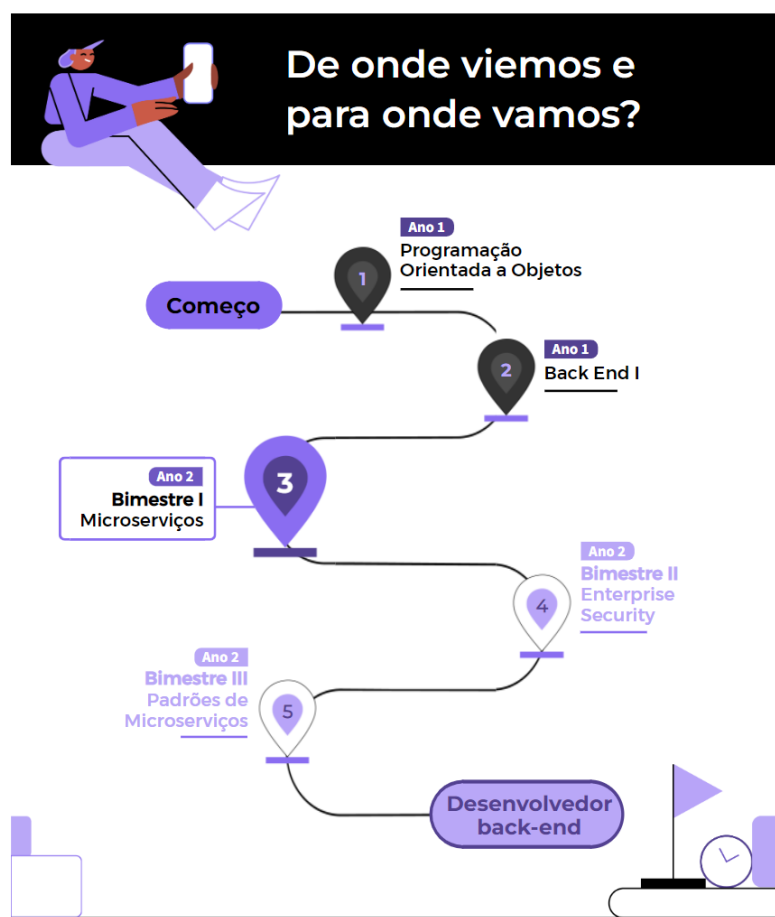 De onde viemos e
para onde vamos?
Ano 1
Programação
Orientada a Objetos
1
Começo
Ano 1
Back End I
2
Ano 2
Bimestre I
Microserviços
3
Ano 2
Bimestre II
Enterprise
Security
4
Ano 2
Bimestre III
Padrões de
Microserviços
5
Desenvolvedor
back-end